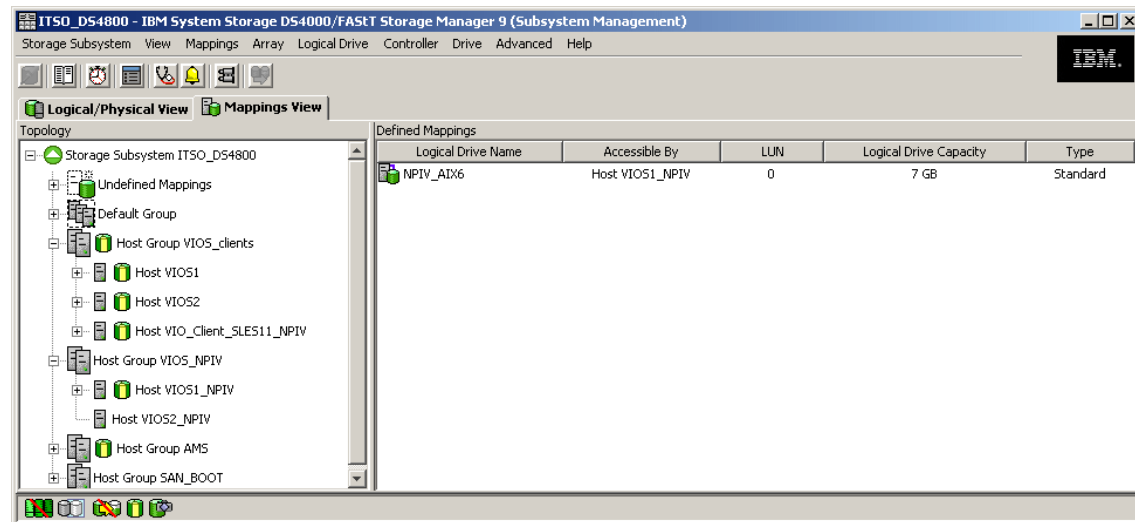 ITSO_DS4800 - IBM System Storage DS4000/FAStT Storage Manager 9 (Subsystem Management)
Storage Subsystem View Mappings Array Logical Drive Controller Drive Advanced Help
IBM.
Logical/Physical View Mappings View
Topology
Storage Subsystem ITSO_DS4800
Undefined Mappings
Default Group
Host Group VIOS_clients
Host VIOS1
Host VIOS2
Host VIO_Client_SLES11_NPIV
Host Group VIOS_NPIV
Host VIOS1_NPIV
Host VIOS2_NPIV
Host Group AMS
Host Group SAN_BOOT
Defined Mappings
Logical Drive Name Accessible By LUN Logical Drive Capacity Type
NPIV_AIX6 Host VIOS1_NPIV 0 7 GB Standard